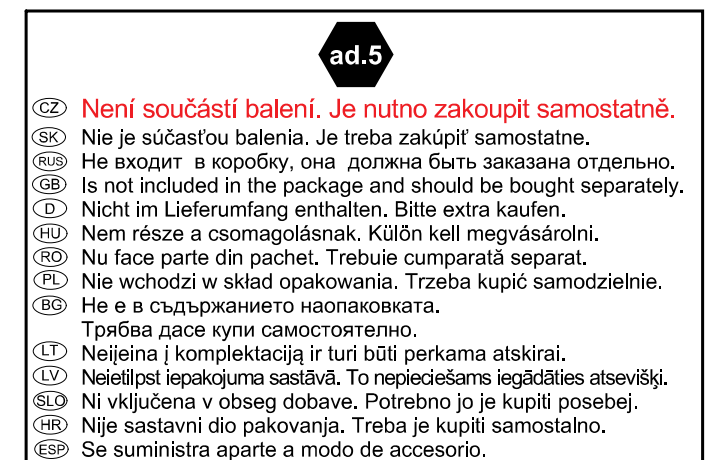 ad.5
CZ Není součástí balení. Je nutno zakoupit samostatně.
SK Nie je súčasťou balenia. Je treba zakúpiť samostatne.
RUS Не входит в коробку, она должна быть заказана отдельно.
GB Is not included in the package and should be bought separately.
D Nicht im Lieferumfang enthalten. Bitte extra kaufen.
HU Nem része a csomagolásnak. Külön kell megvásárolni.
RO Nu face parte din pachet. Trebuie cumparată separat.
PL Nie wchodzi w skład opakowania. Trzeba kupić samodzielnie.
BG Не е в съдържанието наопаковката.
Трябва дасе купи самостоятелно.
LT Neįeina į komplektaciją ir turi būti perkama atskirai.
LV Neietilpst iepakojuma sastāvā. To nepieciešams iegādāties atsevišķi.
SLO Ni vključena v obseg dobave. Potrebno jo je kupiti posebej.
HR Nije sastavni dio pakovanja. Treba je kupiti samostalno.
ESP Se suministra aparte a modo de accesorio.